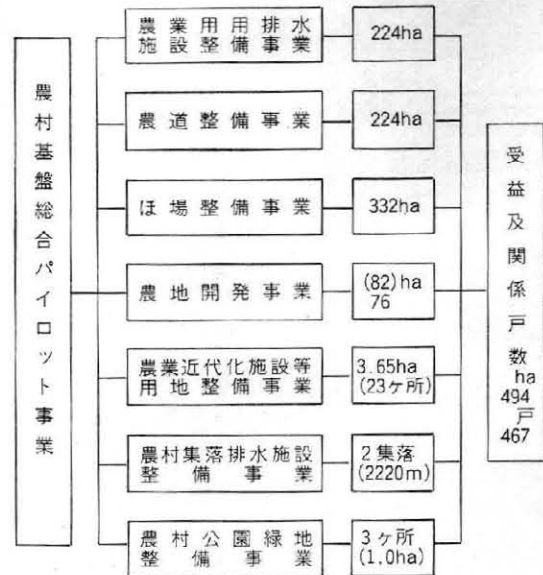 農村基盤総合パイロット事業
農業用用排水
施設整備事業
224ha
農道整備事業
224ha
ほ場整備事業
332ha
農地開発事業
(82)ha
76
農業近代化施設等
用地整備事業
3.65ha
(23ヶ所)
農村集落排水施設
整備事業
2集落
(2220m)
農村公園緑地
整備事業
3ヶ所
(1.0ha)
受益及関係戸数
ha
494
戸
467